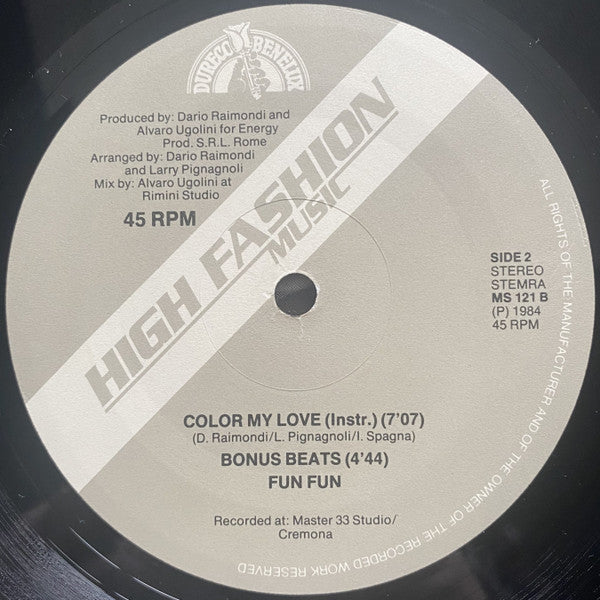 DURECO BENELUX
Produced by: Dario Raimondi and
Alvaro Ugolini for Energy
Prod. S.R.L. Rome
Arranged by: Dario Raimondi
and Larry Pignagnoli
Mix by: Alvaro Ugolini at
Rimini Studio
45 RPM
HIGH FASHION
MUSIC
SIDE 2
STEREO
STEMRA
MS 121 B
(P) 1984
45 RPM
COLOR MY LOVE (Instr.) (7'07)
(D. Raimondi/L. Pignagnoli/I. Spagna)
BONUS BEATS (4'44)
FUN FUN
Recorded at: Master 33 Studio/
Cremona
ALL RIGHTS OF THE MANUFACTURER AND OF THE OWNER OF THE RECORDED WORK RESERVED